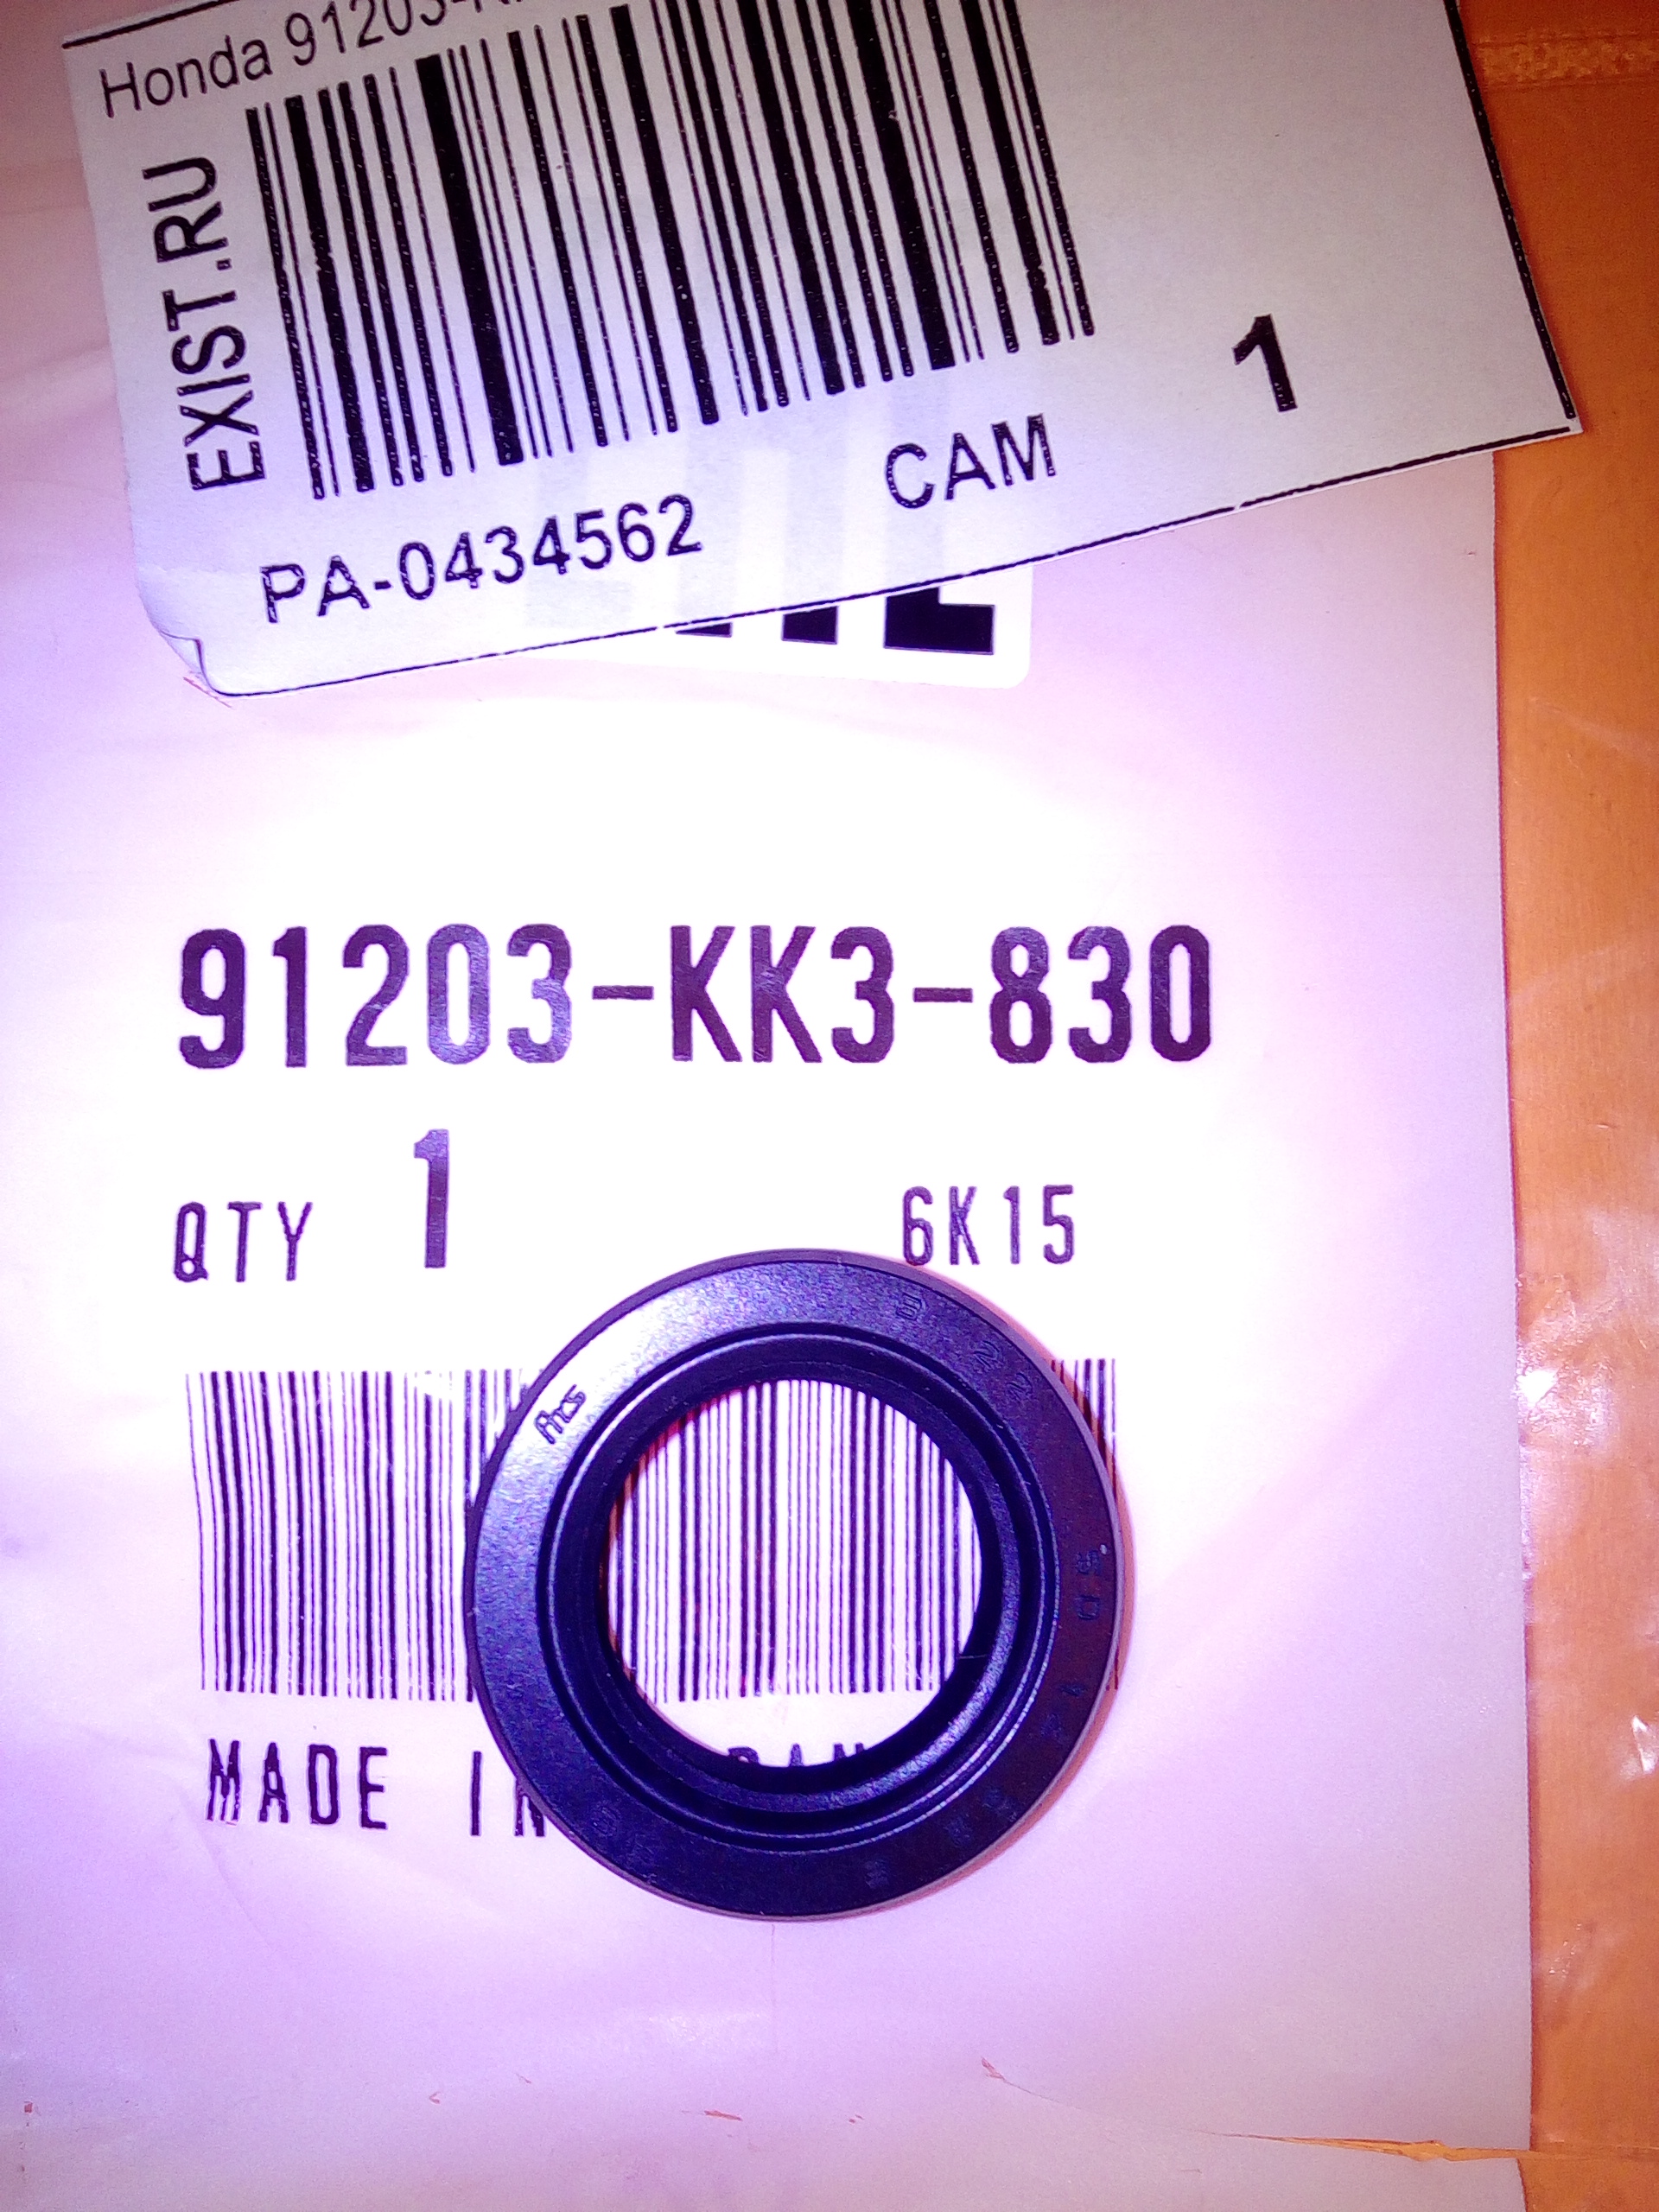 Honda 91203-
EXIST.RU
PA-0434562 CAM 1
91203-KK3-830
QTY 1 6K15
MADE IN